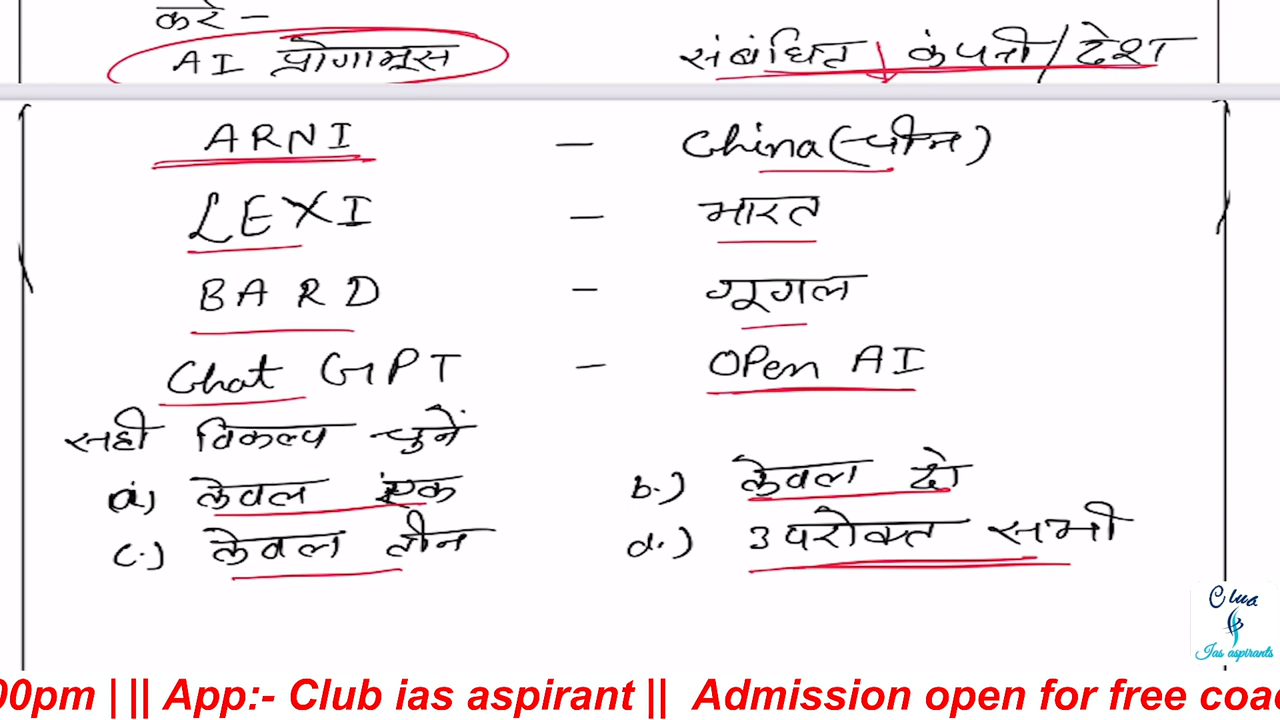 करे -
AI प्रोग्राम्स संबंधित कंपनी/देश
ARNI - China (चीन)
LEXI - भारत
BARD - गूगल
Chat GPT - OPen AI
सही विकल्प चुनें
a.) केवल एक b.) केवल दो
c.) केवल तीन d.) उपरोक्त सभी
Club
Ias aspirants
00pm | || App:- Club ias aspirant || Admission open for free coa